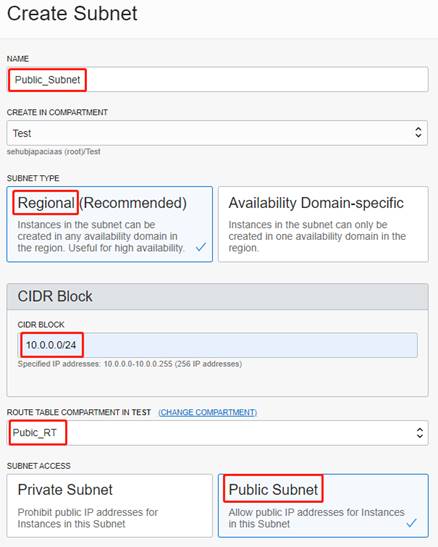 Create Subnet
NAME
Public_Subnet
CREATE IN COMPARTMENT
Test
sehubjapaciaas (root)/Test
SUBNET TYPE
Regional (Recommended)
Instances in the subnet can be
created in any availability domain in
the region. Useful for high availability.
Availability Domain-specific
Instances in the subnet can only be
created in one availability domain in
the region.
CIDR Block
CIDR BLOCK
10.0.0.0/24
Specified IP addresses: 10.0.0.0-10.0.0.255 (256 IP addresses)
ROUTE TABLE COMPARTMENT IN TEST (CHANGE COMPARTMENT)
Pubic_RT
SUBNET ACCESS
Private Subnet
Prohibit public IP addresses for
Instances in this Subnet
Public Subnet
Allow public IP addresses for Instances
in this Subnet